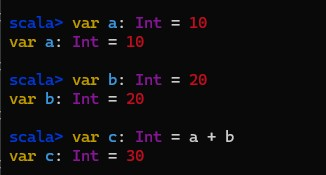 scala> var a: Int = 10
var a: Int = 10
scala> var b: Int = 20
var b: Int = 20
scala> var c: Int = a + b
var c: Int = 30